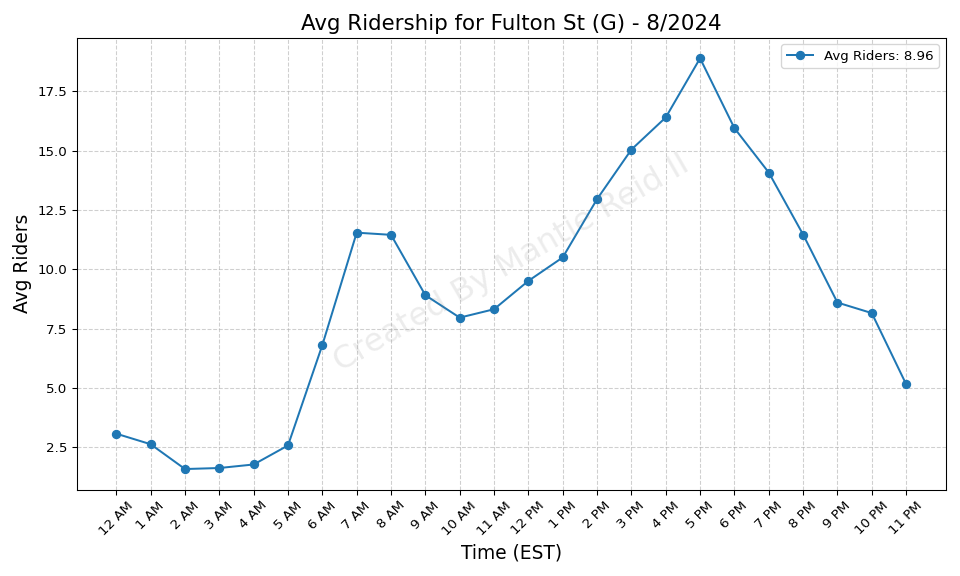 Avg Ridership for Fulton St (G) - 8/2024
Avg Riders: 8.96
Avg Riders
17.5
15.0
12.5
10.0
7.5
5.0
2.5
Created By Mantic Reid II
12 AM
1 AM
2 AM
3 AM
4 AM
5 AM
6 AM
7 AM
8 AM
9 AM
10 AM
11 AM
12 PM
1 PM
2 PM
3 PM
4 PM
5 PM
6 PM
7 PM
8 PM
9 PM
10 PM
11 PM
Time (EST)